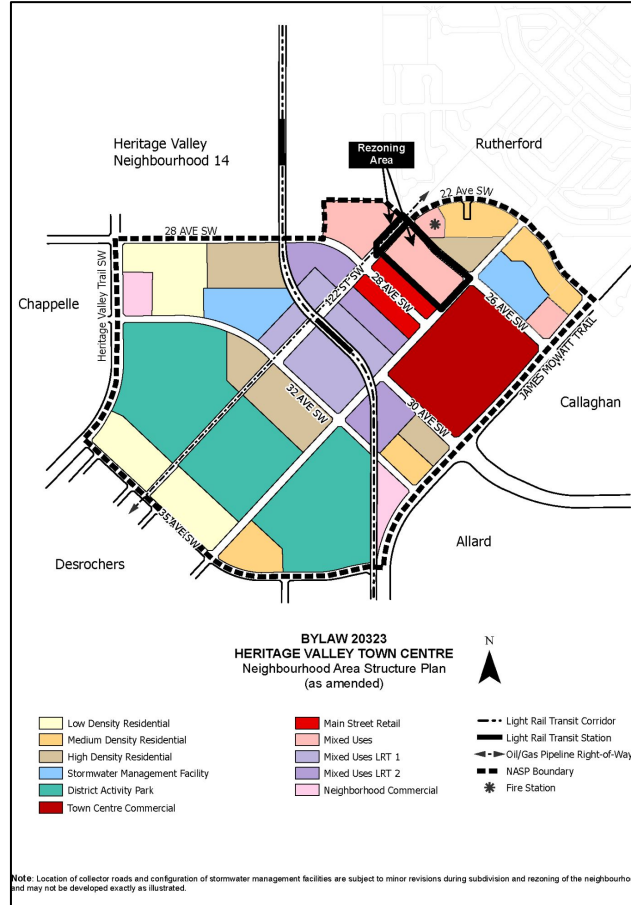 Heritage Valley
Neighbourhood 14
Rezoning
Area
Rutherford
22 Ave SW
28 AVE SW
122 ST SW
28 AVE SW
26 AVE SW
Chappelle
Heritage Valley Trail SW
JAMES MOWATT TRAIL
32 AVE SW
30 AVE SW
Callaghan
35 AVE SW
Allard
Desrochers
BYLAW 20323
HERITAGE VALLEY TOWN CENTRE
Neighbourhood Area Structure Plan
(as amended)
N
Low Density Residential
Medium Density Residential
High Density Residential
Stormwater Management Facility
District Activity Park
Town Centre Commercial
Main Street Retail
Mixed Uses
Mixed Uses LRT 1
Mixed Uses LRT 2
Neighborhood Commercial
Light Rail Transit Corridor
Light Rail Transit Station
Oil/Gas Pipeline Right-of-Way
NASP Boundary
Fire Station
Note: Location of collector roads and configuration of stormwater management facilities are subject to minor revisions during subdivision and rezoning of the neighbourho
and may not be developed exactly as illustrated.